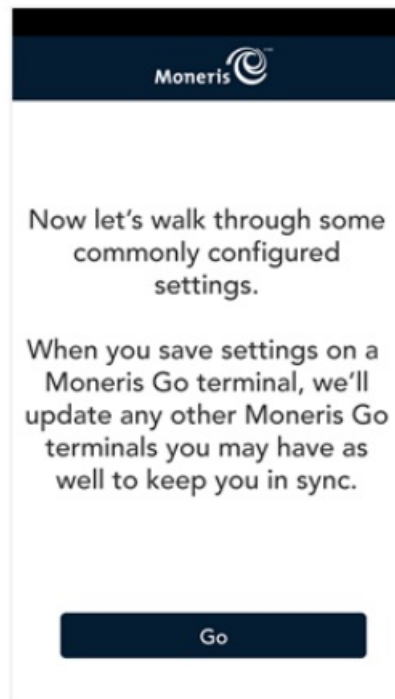 Moneris
Now let's walk through some
commonly configured
settings.
When you save settings on a
Moneris Go terminal, we'll
update any other Moneris Go
terminals you may have as
well to keep you in sync.
Go